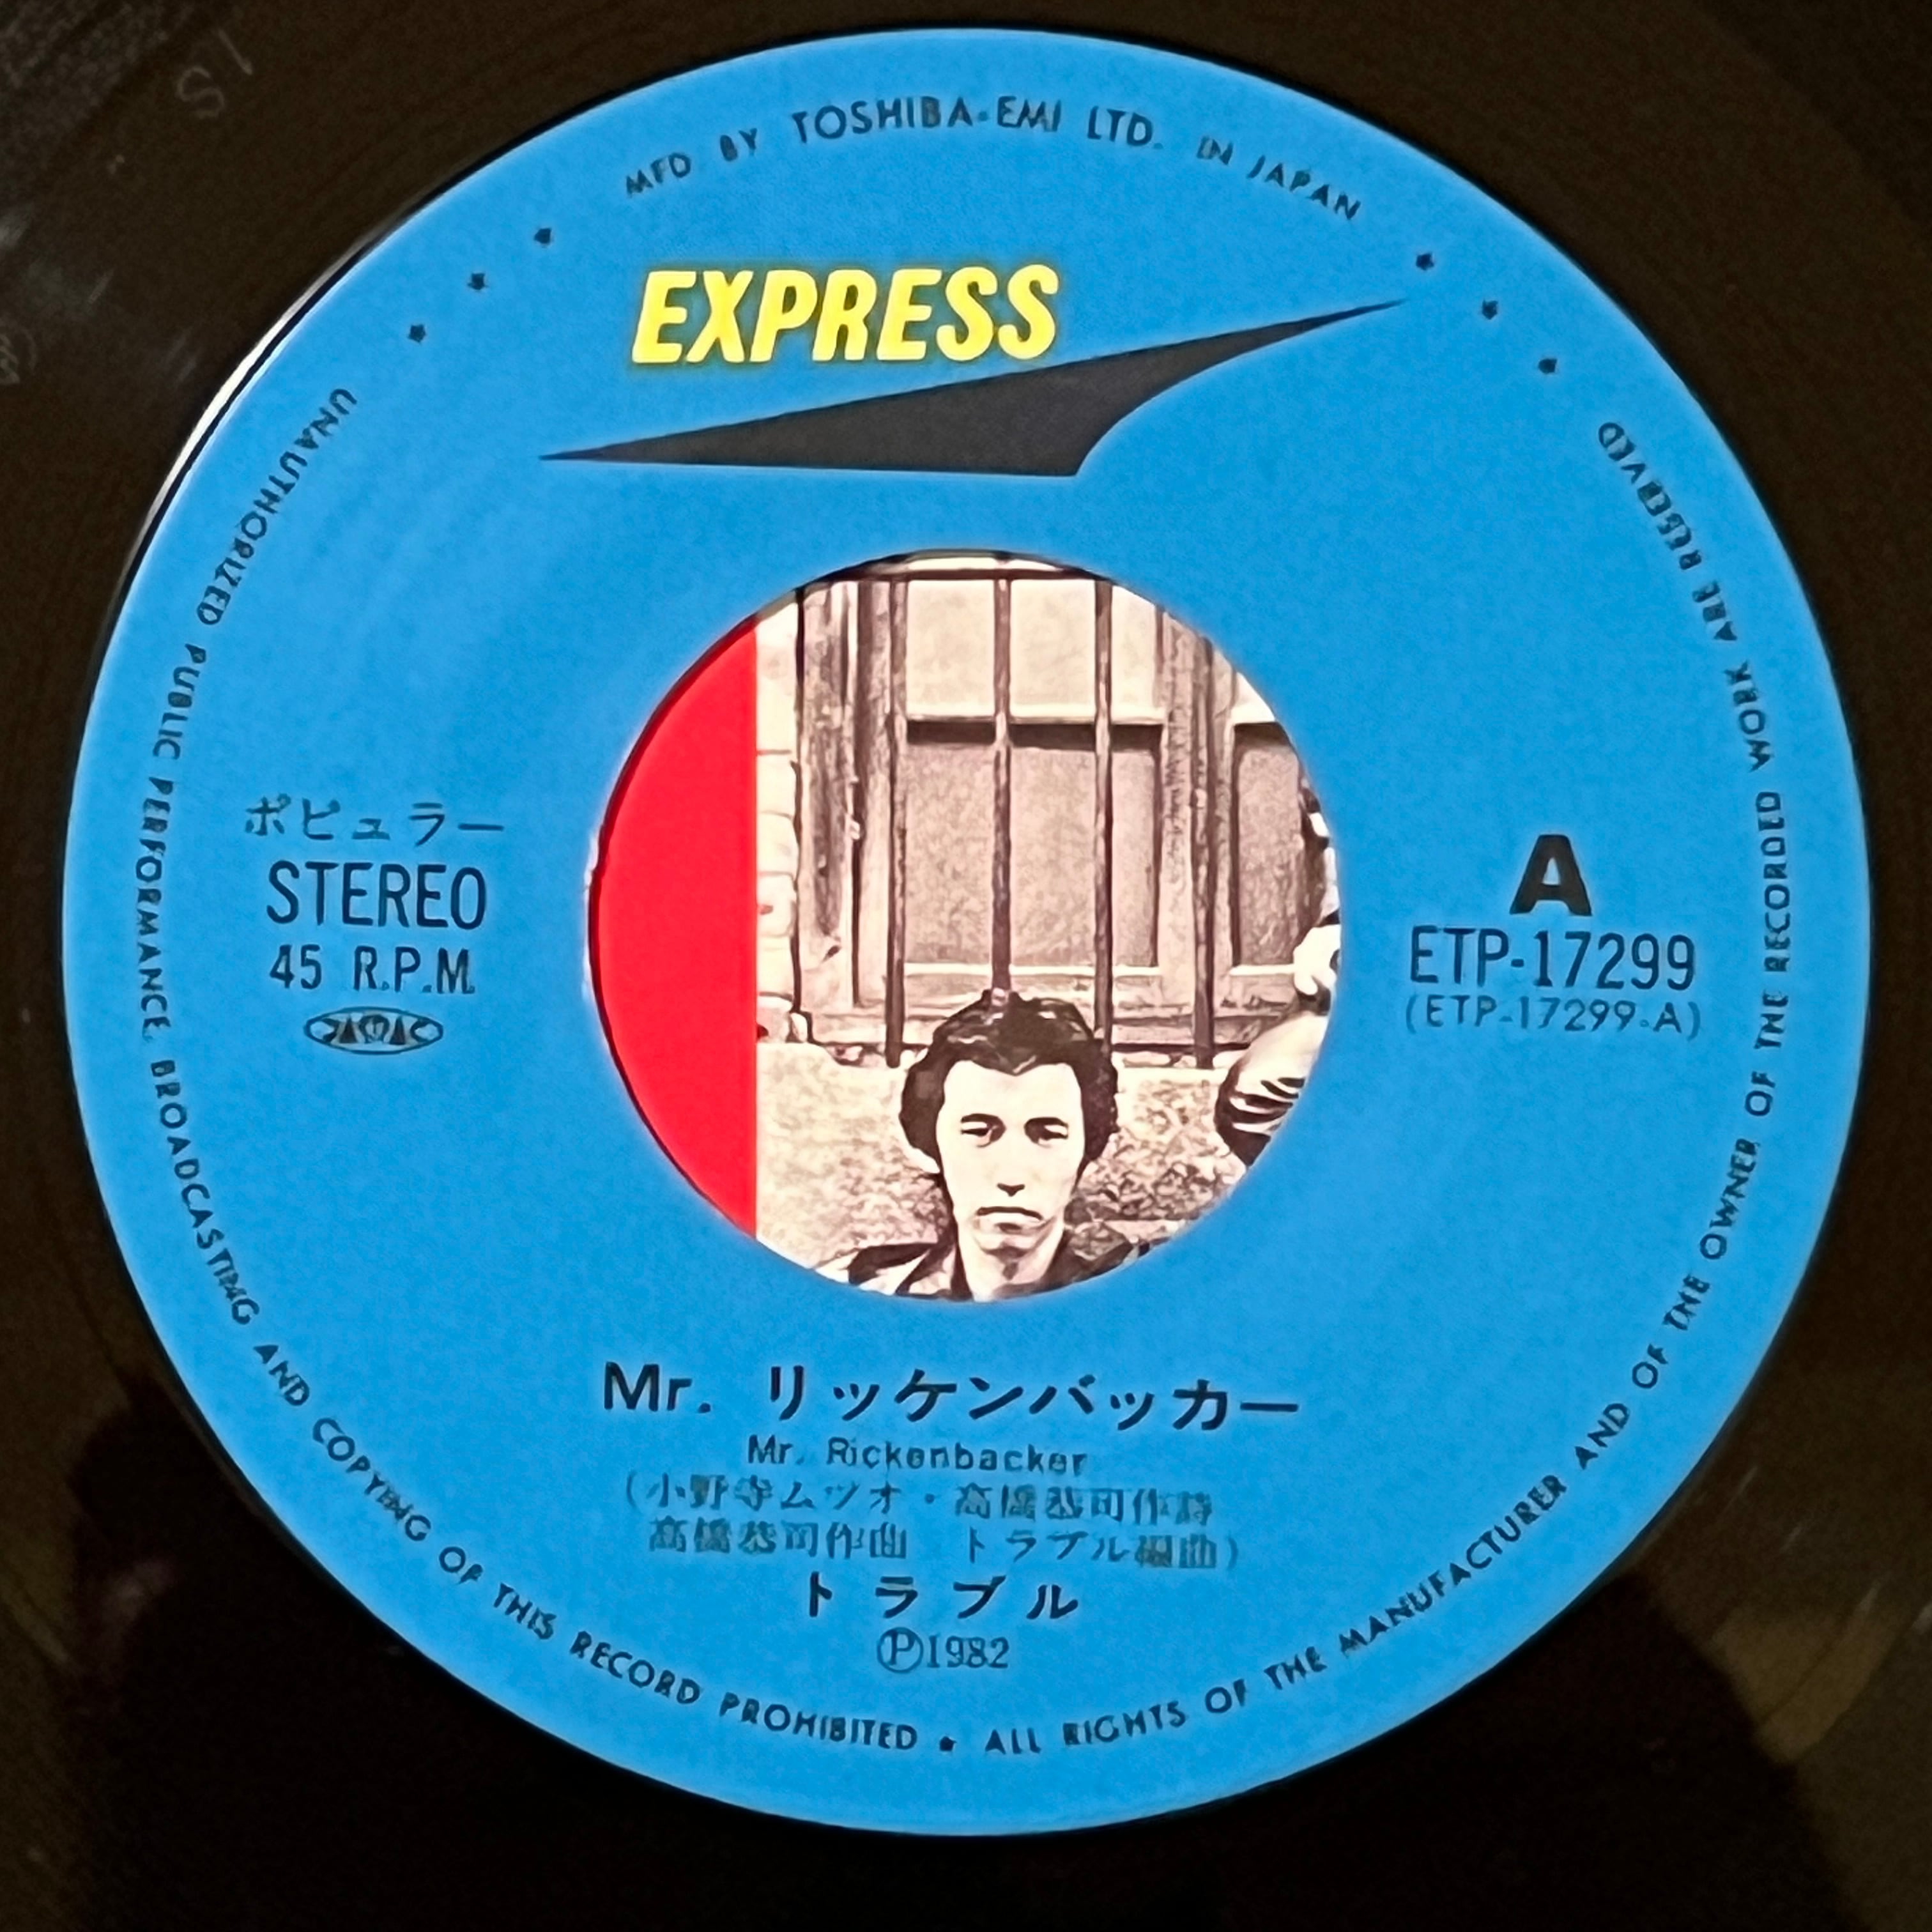 MFD BY TOSHIBA-EMI LTD. IN JAPAN
EXPRESS
ポピュラー
STEREO
45 R.P.M.
A
ETP-17299
(ETP-17299-A)
Mr. リッケンバッカー
Mr. Rickenbacker
(小野寺ムツオ・高橋恭司作詩
高橋恭司作曲 トラブル編曲)
トラブル
Ⓟ1982
UNAUTHORIZED PUBLIC PERFORMANCE, BROADCASTING AND COPYING OF THIS RECORD PROHIBITED • ALL RIGHTS OF THE MANUFACTURER AND OF THE OWNER OF THE RECORDED WORK ARE RESERVED